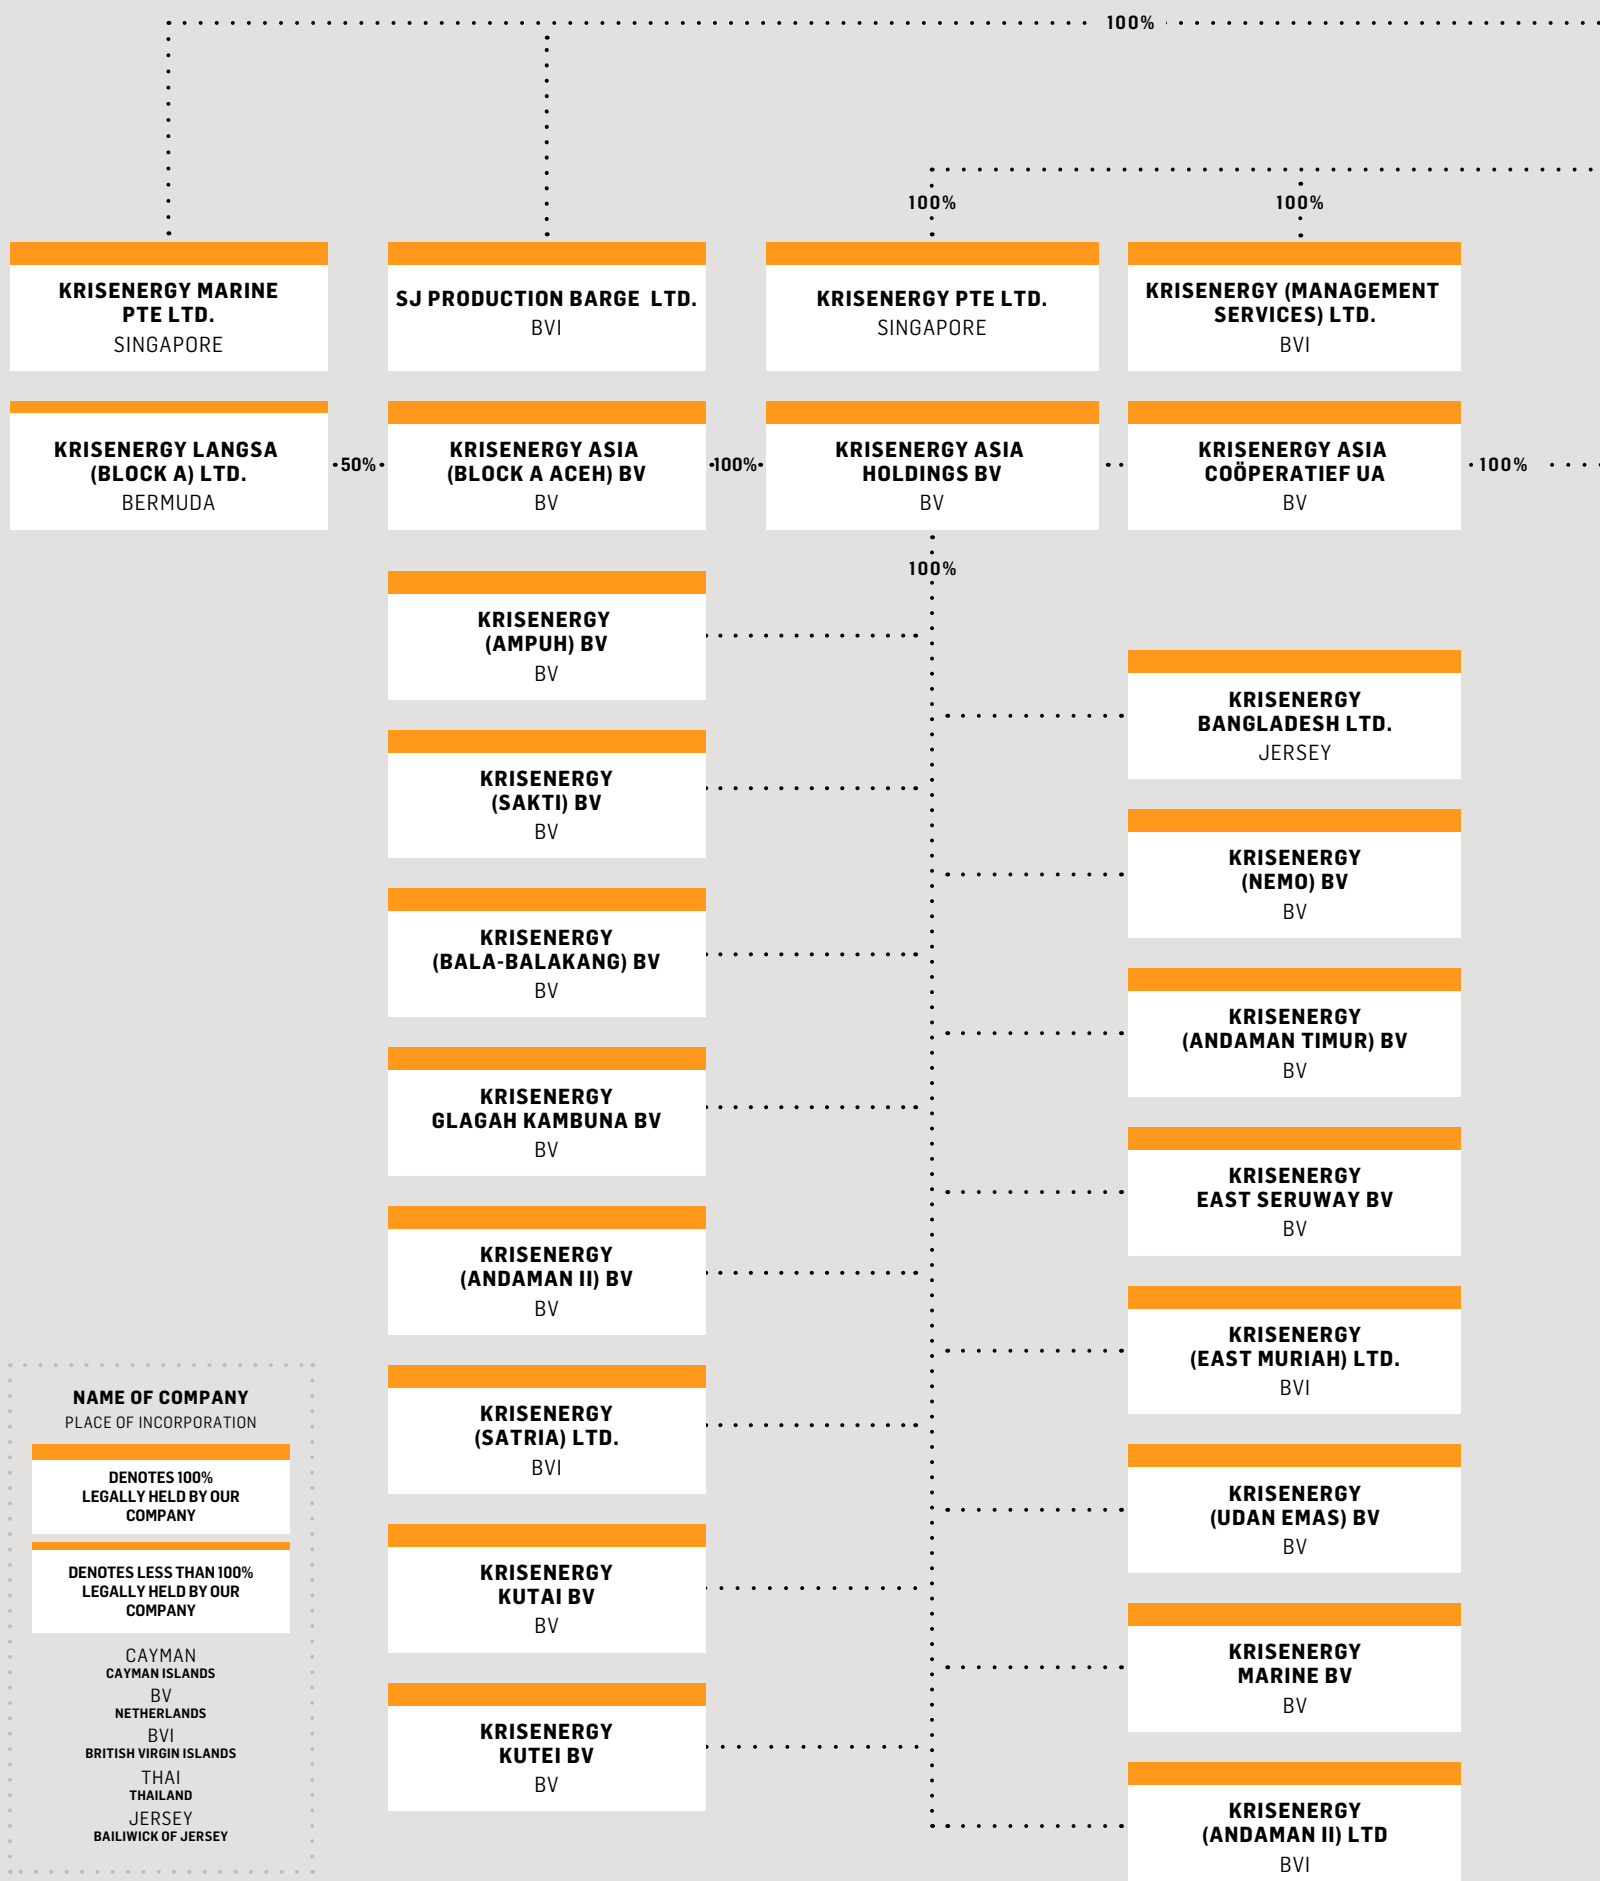 100%
100%
100%
KRISENERGY MARINE
PTE LTD.
SINGAPORE
SJ PRODUCTION BARGE LTD.
BVI
KRISENERGY PTE LTD.
SINGAPORE
KRISENERGY (MANAGEMENT
SERVICES) LTD.
BVI
KRISENERGY LANGSA
(BLOCK A) LTD.
BERMUDA
50%
KRISENERGY ASIA
(BLOCK A ACEH) BV
BV
100%
KRISENERGY ASIA
HOLDINGS BV
BV
KRISENERGY ASIA
COÖPERATIEF UA
BV
100%
100%
KRISENERGY
(AMPUH) BV
BV
KRISENERGY
BANGLADESH LTD.
JERSEY
KRISENERGY
(SAKTI) BV
BV
KRISENERGY
(NEMO) BV
BV
KRISENERGY
(BALA-BALAKANG) BV
BV
KRISENERGY
(ANDAMAN TIMUR) BV
BV
KRISENERGY
GLAGAH KAMBUNA BV
BV
KRISENERGY
EAST SERUWAY BV
BV
KRISENERGY
(ANDAMAN II) BV
BV
KRISENERGY
(EAST MURIAH) LTD.
BVI
KRISENERGY
(SATRIA) LTD.
BVI
KRISENERGY
(UDAN EMAS) BV
BV
KRISENERGY
KUTAI BV
BV
KRISENERGY
MARINE BV
BV
KRISENERGY
KUTEI BV
BV
KRISENERGY
(ANDAMAN II) LTD
BVI
NAME OF COMPANY
PLACE OF INCORPORATION
DENOTES 100%
LEGALLY HELD BY OUR
COMPANY
DENOTES LESS THAN 100%
LEGALLY HELD BY OUR
COMPANY
CAYMAN
CAYMAN ISLANDS
BV
NETHERLANDS
BVI
BRITISH VIRGIN ISLANDS
THAI
THAILAND
JERSEY
BAILIWICK OF JERSEY